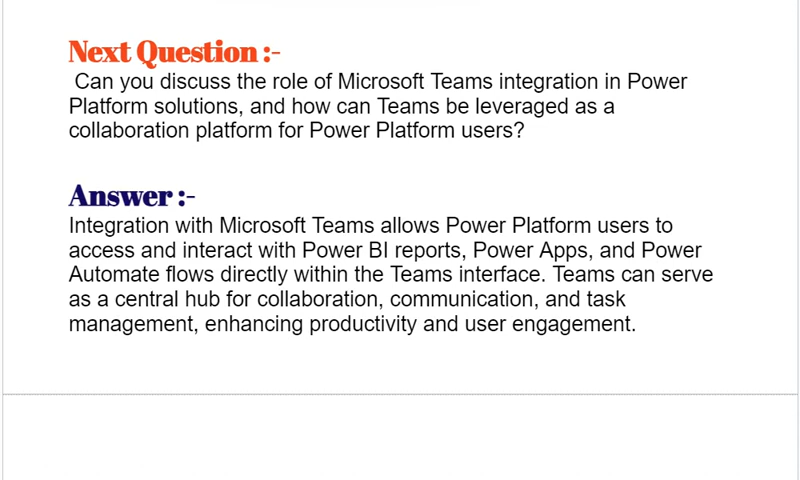 Next Question :-
Can you discuss the role of Microsoft Teams integration in Power
Platform solutions, and how can Teams be leveraged as a
collaboration platform for Power Platform users?
Answer :-
Integration with Microsoft Teams allows Power Platform users to
access and interact with Power BI reports, Power Apps, and Power
Automate flows directly within the Teams interface. Teams can serve
as a central hub for collaboration, communication, and task
management, enhancing productivity and user engagement.